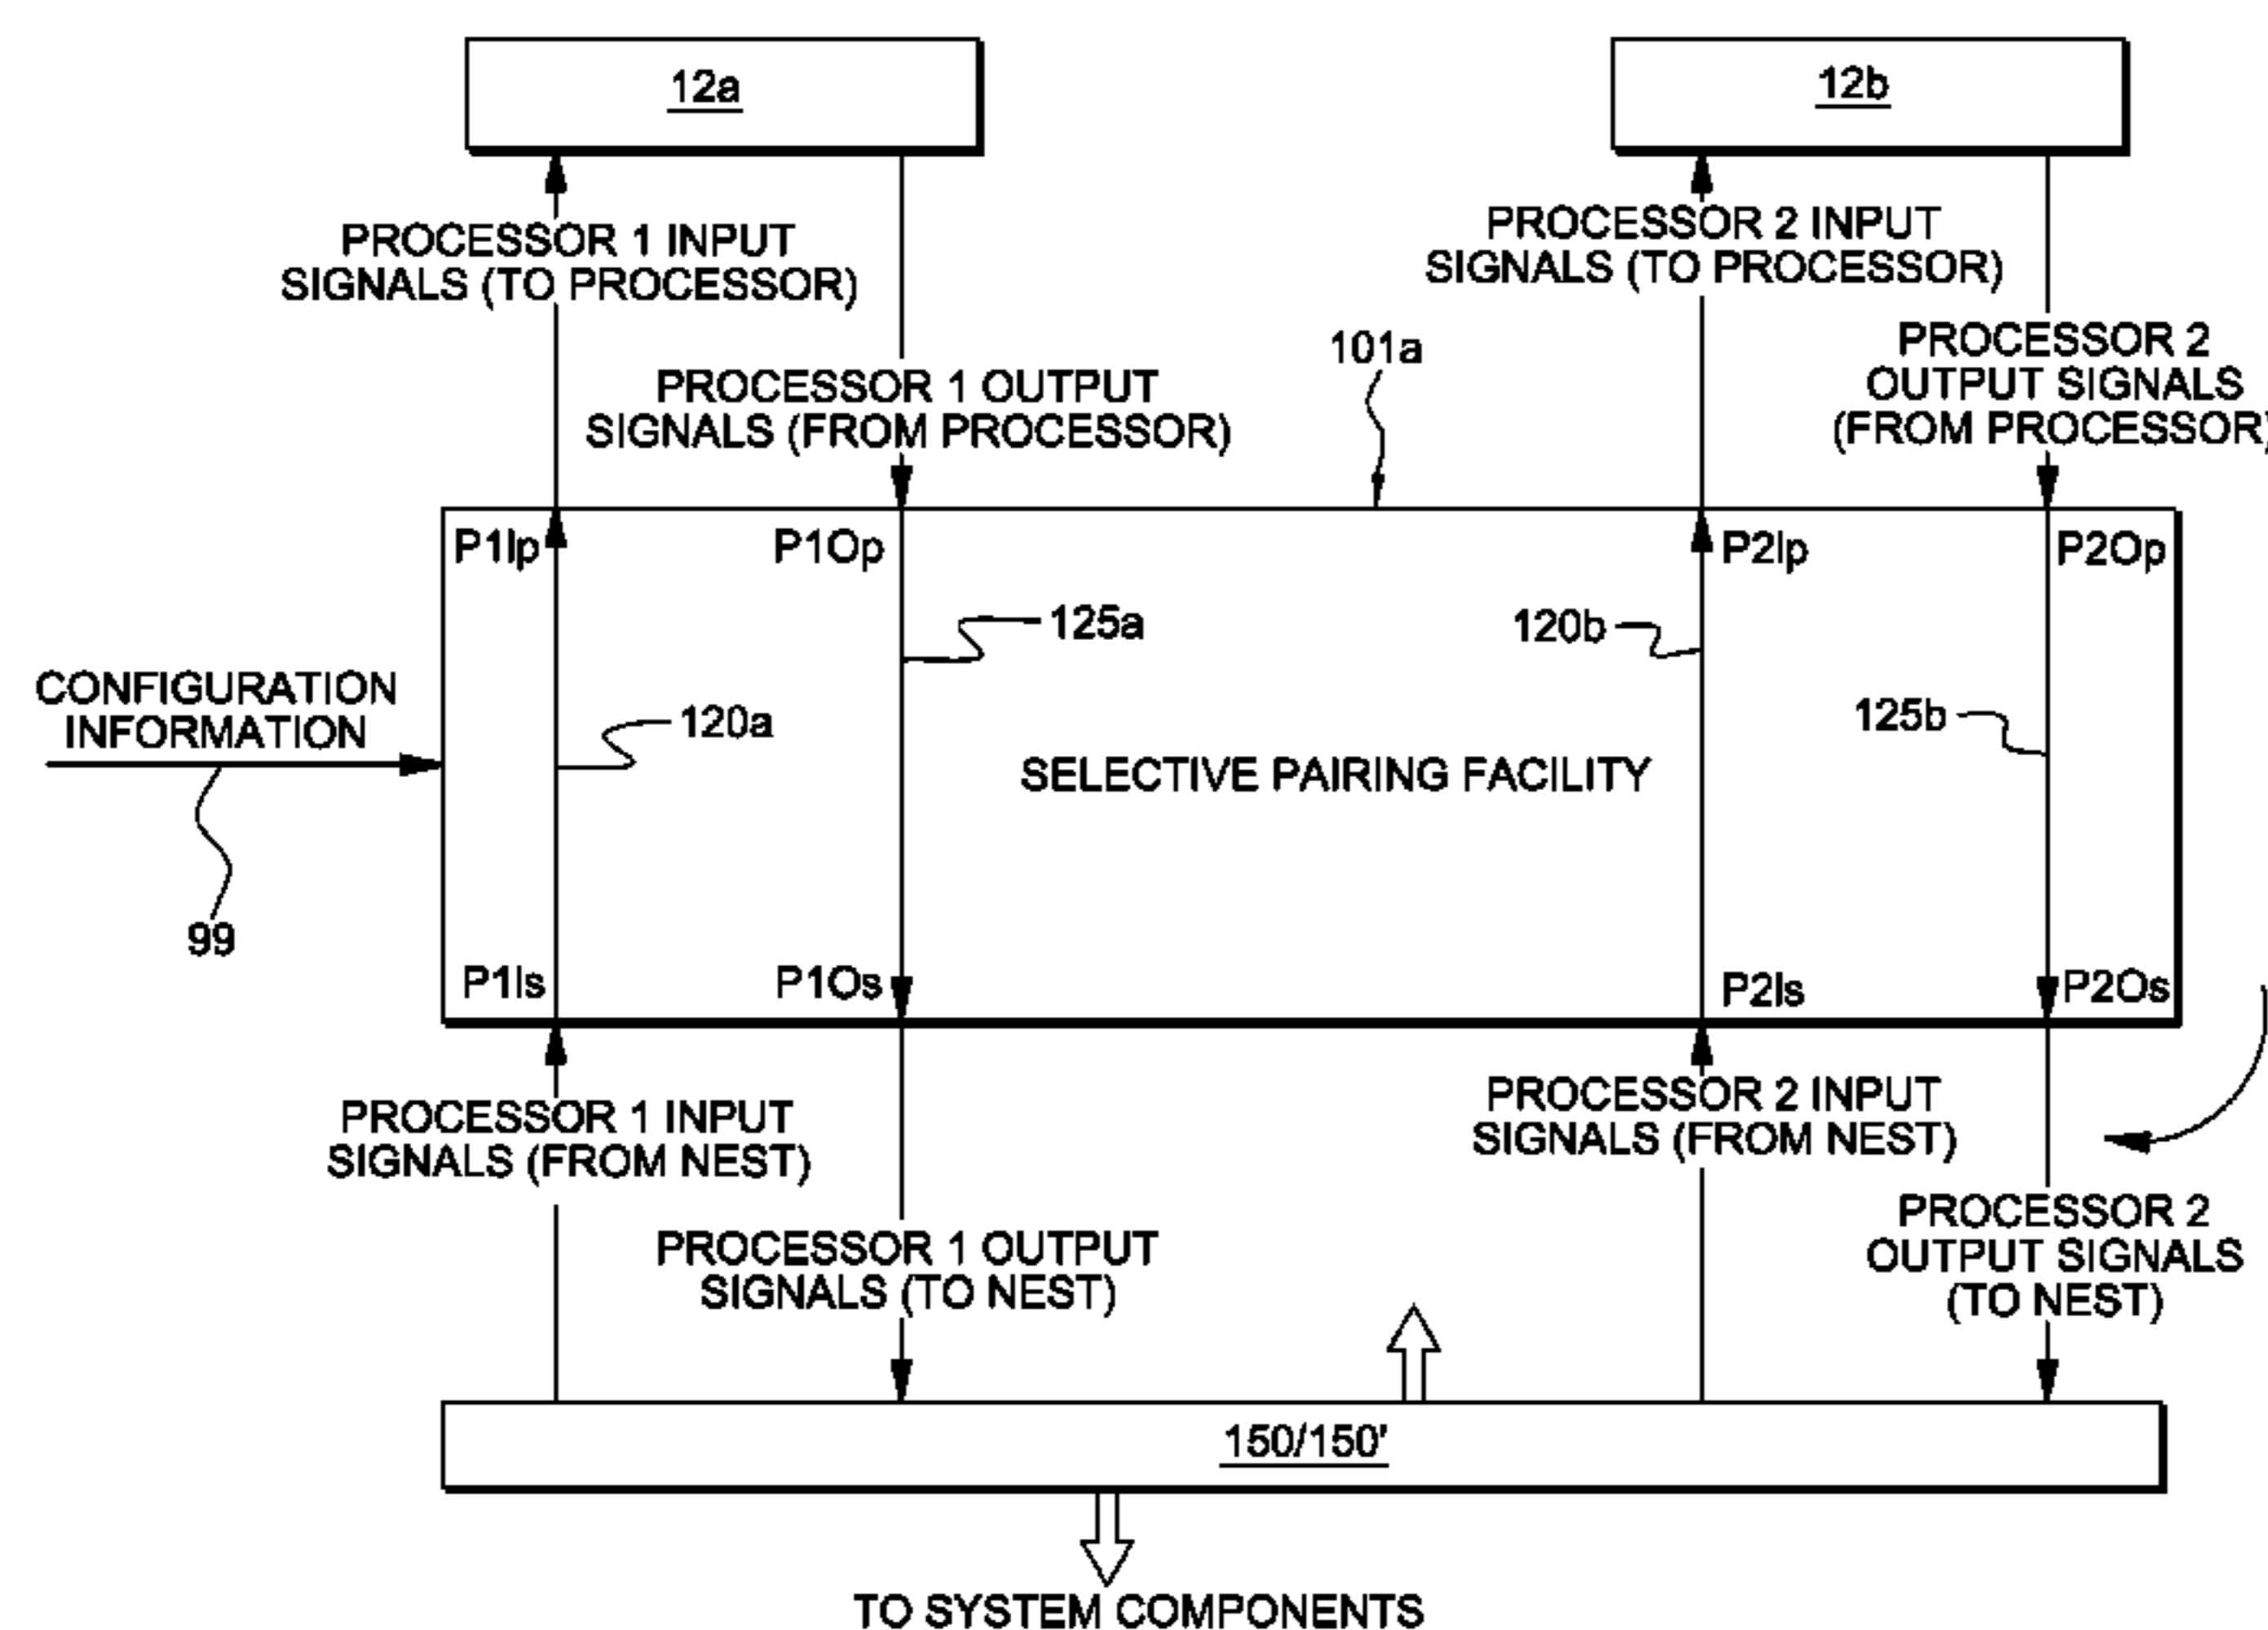 12a
12b
PROCESSOR 1 INPUT
SIGNALS (TO PROCESSOR)
PROCESSOR 2 INPUT
SIGNALS (TO PROCESSOR)
PROCESSOR 1 OUTPUT
SIGNALS (FROM PROCESSOR)
101a
PROCESSOR 2
OUTPUT SIGNALS
(FROM PROCESSOR)
P1Ip
P1Op
P2Ip
P2Op
125a
120b
CONFIGURATION
INFORMATION
120a
125b
SELECTIVE PAIRING FACILITY
99
P1Is
P1Os
P2Is
P2Os
PROCESSOR 1 INPUT
SIGNALS (FROM NEST)
PROCESSOR 2 INPUT
SIGNALS (FROM NEST)
PROCESSOR 1 OUTPUT
SIGNALS (TO NEST)
PROCESSOR 2
OUTPUT SIGNALS
(TO NEST)
150/150'
TO SYSTEM COMPONENTS